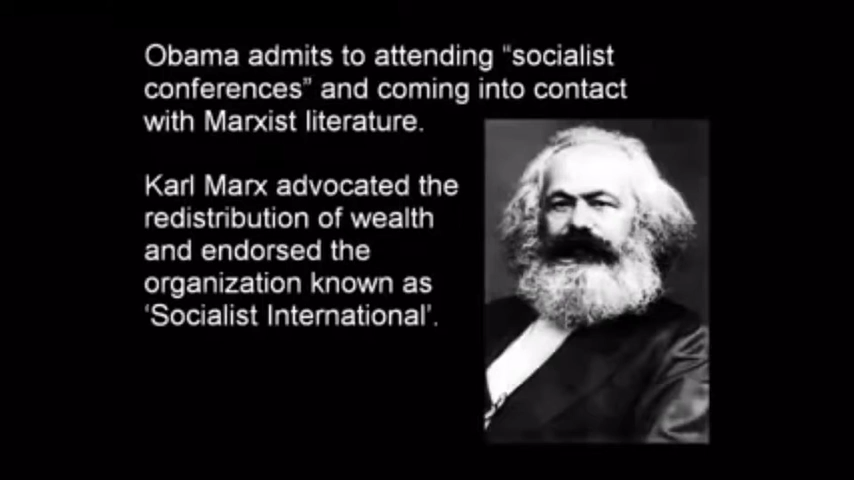 Obama admits to attending “socialist
conferences” and coming into contact
with Marxist literature.
Karl Marx advocated the
redistribution of wealth
and endorsed the
organization known as
‘Socialist International’.